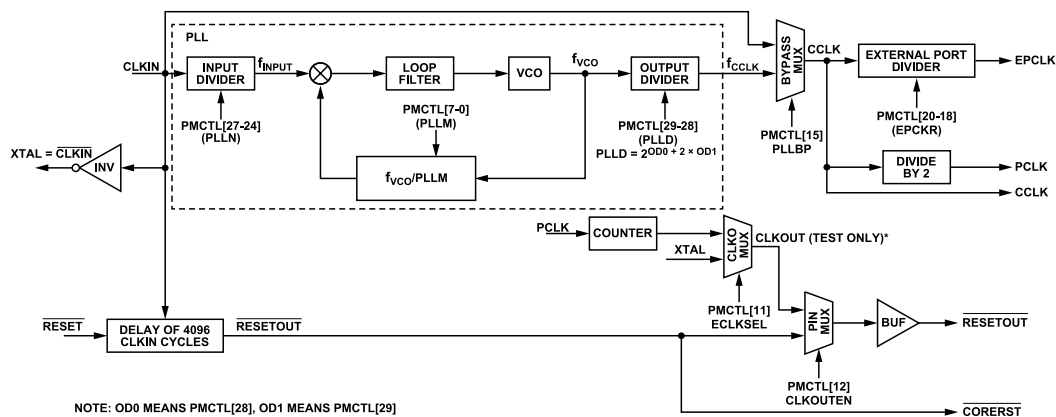 PLL
CLKIN
INPUT
DIVIDER
fINPUT
LOOP
FILTER
VCO
fVCO
OUTPUT
DIVIDER
fCCLK
BYPASS
MUX
CCLK
EXTERNAL PORT
DIVIDER
EPCLK
PMCTL[27-24]
(PLLN)
PMCTL[7-0]
(PLLM)
PMCTL[29-28]
(PLLD)
PLLD = 2^OD0 + 2 × OD1
PMCTL[15]
PLLBP
PMCTL[20-18]
(EPCKR)
XTAL = CLKIN
INV
fVCO/PLLM
DIVIDE
BY 2
PCLK
CCLK
PCLK
COUNTER
XTAL
CLKO
MUX
CLKOUT (TEST ONLY)*
PMCTL[11]
ECLKSEL
RESET
DELAY OF 4096
CLKIN CYCLES
RESETOUT
PIN
MUX
BUF
RESETOUT
PMCTL[12]
CLKOUTEN
CORERST
NOTE: OD0 MEANS PMCTL[28], OD1 MEANS PMCTL[29]